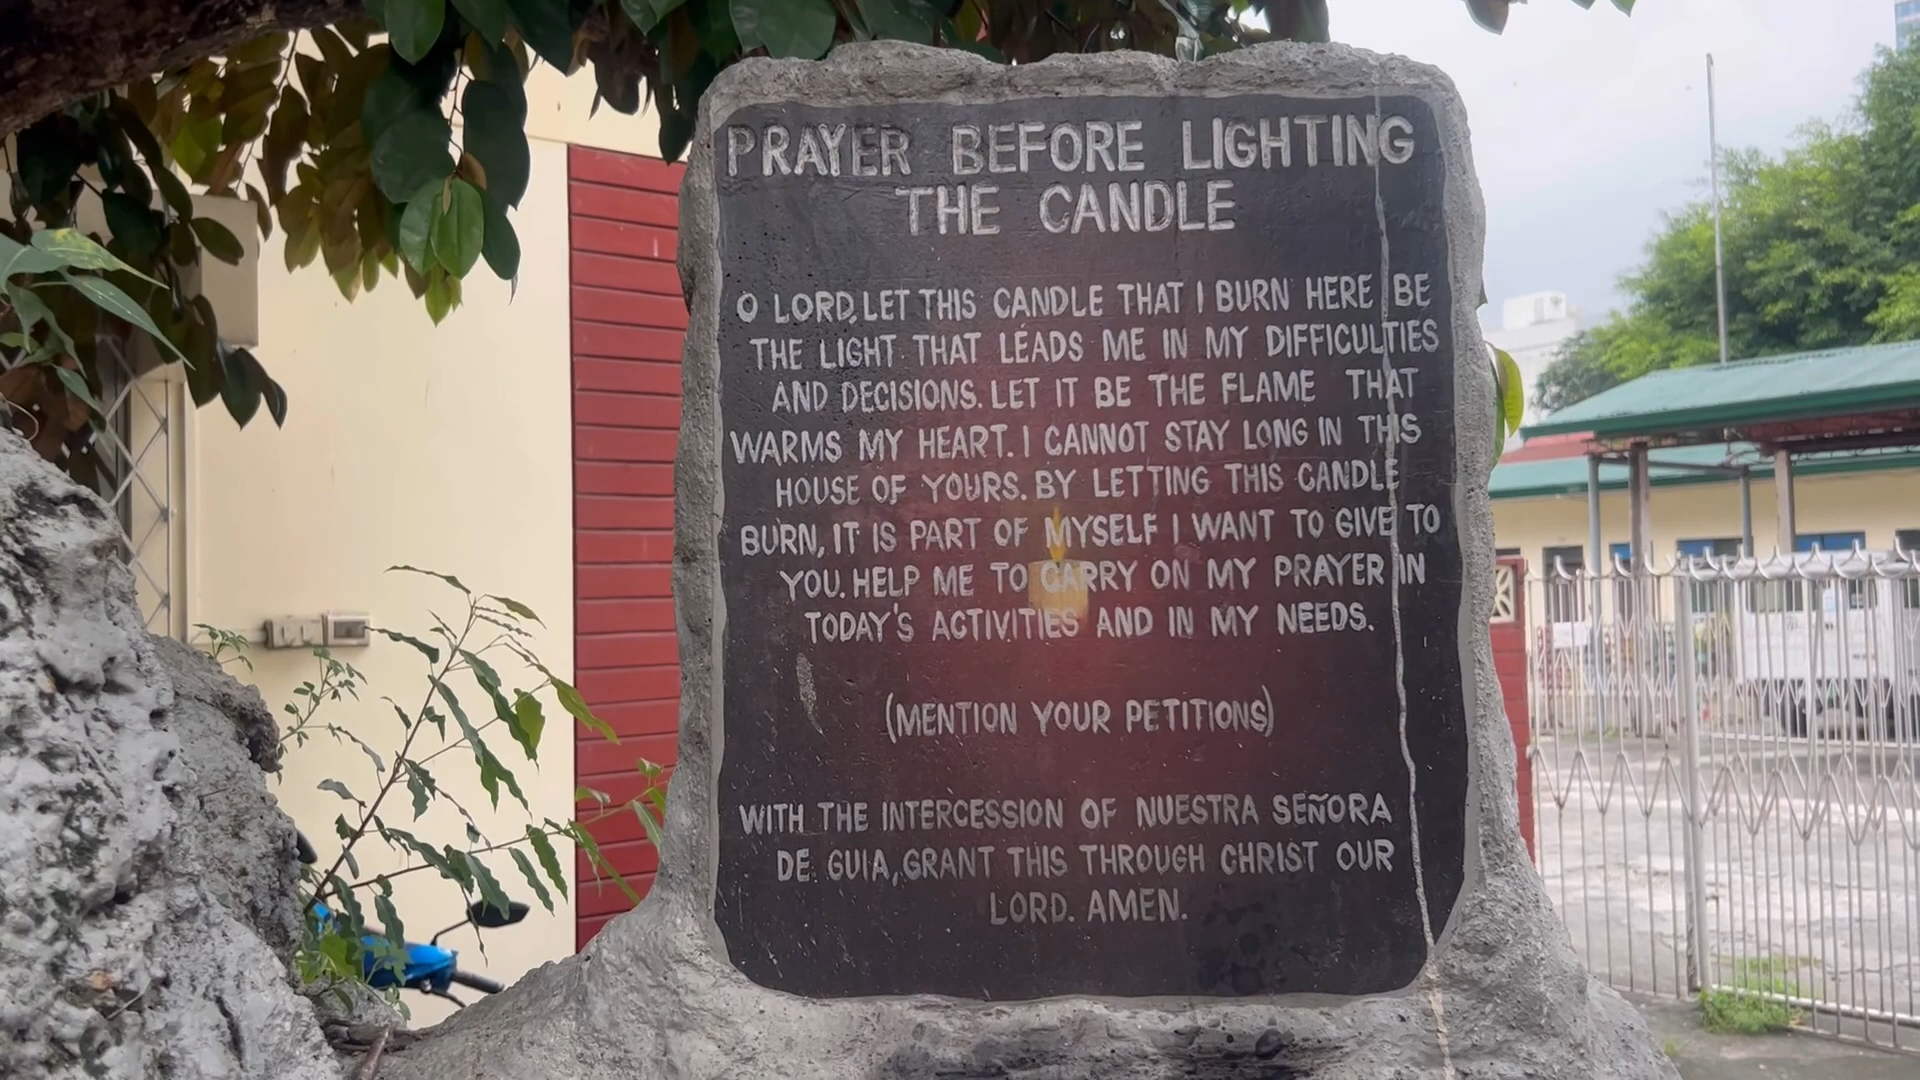 PRAYER BEFORE LIGHTING
THE CANDLE
O LORD, LET THIS CANDLE THAT I BURN HERE BE
THE LIGHT THAT LEADS ME IN MY DIFFICULTIES
AND DECISIONS. LET IT BE THE FLAME THAT
WARMS MY HEART. I CANNOT STAY LONG IN THIS
HOUSE OF YOURS. BY LETTING THIS CANDLE
BURN, IT IS PART OF MYSELF I WANT TO GIVE TO
YOU. HELP ME TO CARRY ON MY PRAYER IN
TODAY'S ACTIVITIES AND IN MY NEEDS.
(MENTION YOUR PETITIONS)
WITH THE INTERCESSION OF NUESTRA SEÑORA
DE GUIA, GRANT THIS THROUGH CHRIST OUR
LORD. AMEN.